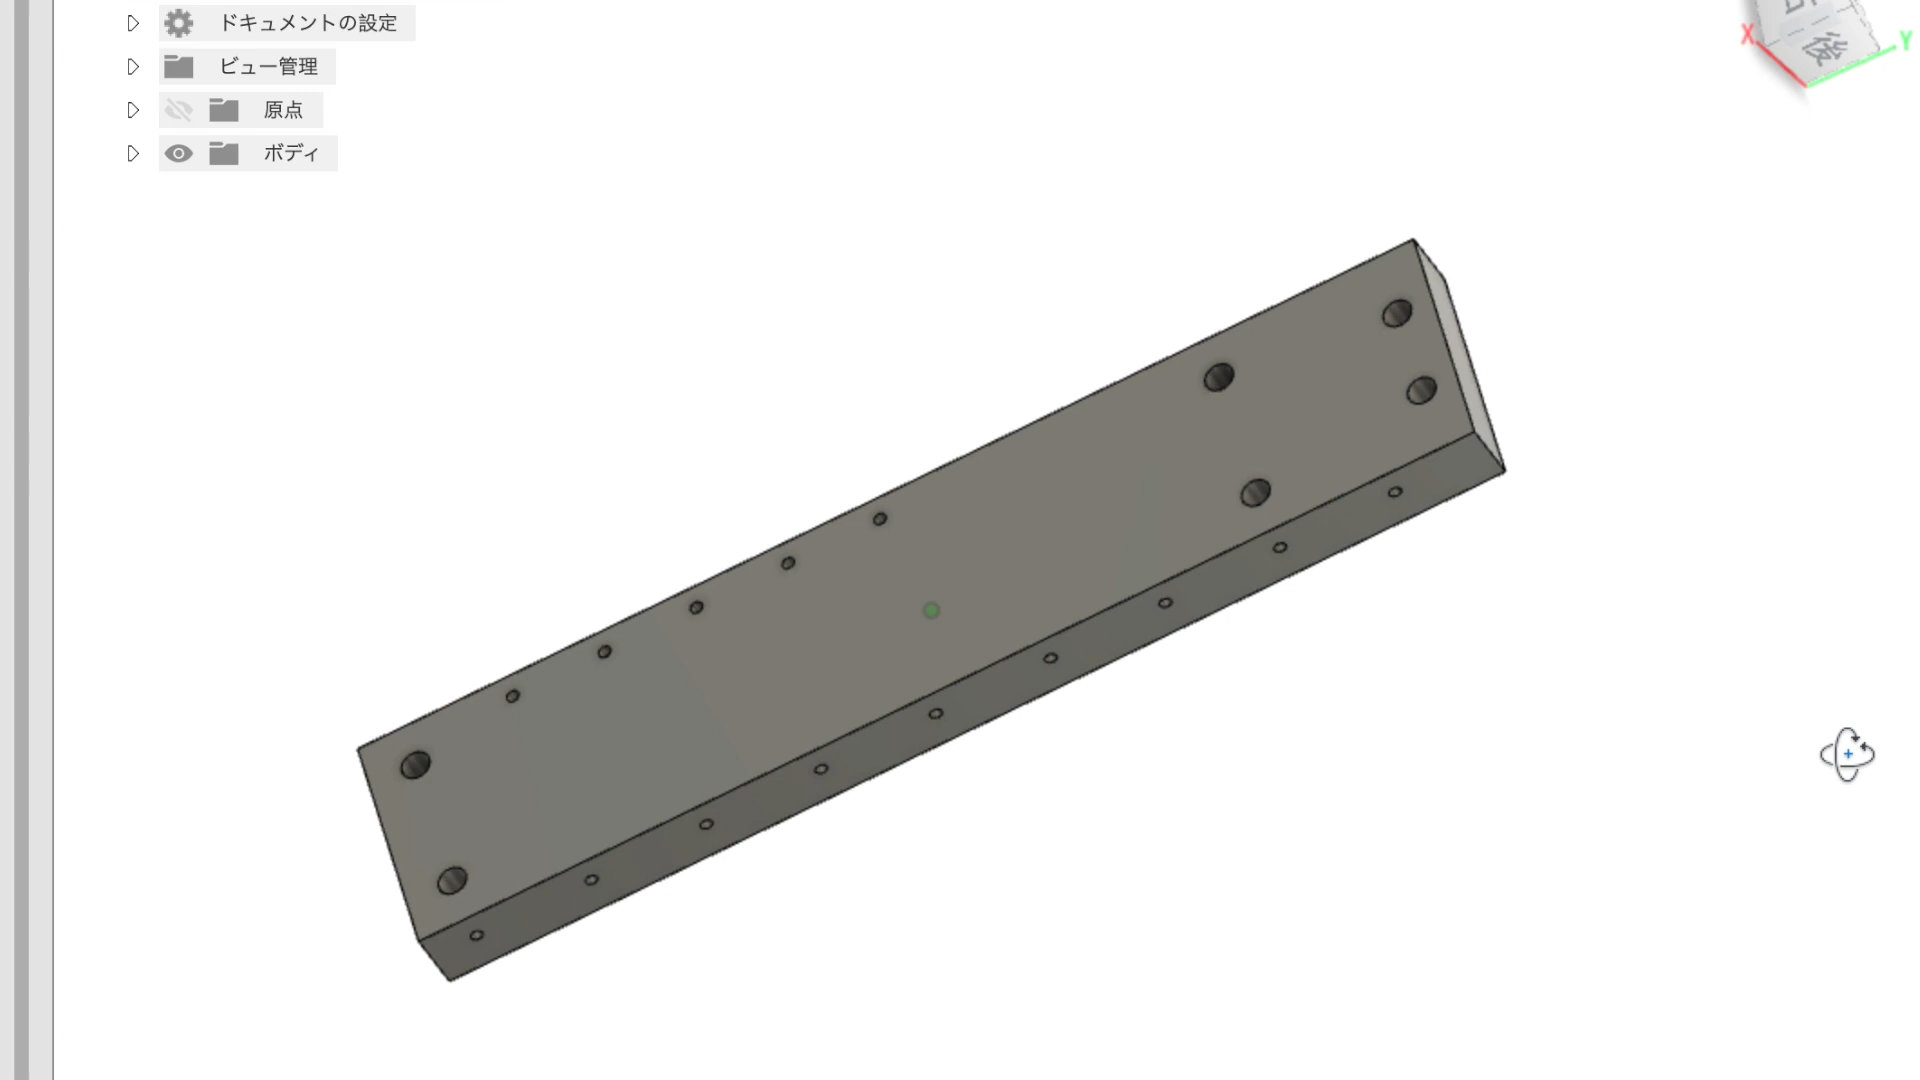 ドキュメントの設定
ビュー管理
原点
ボディ
X
後
Y